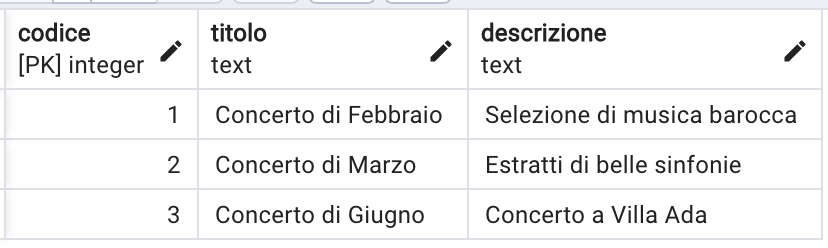 codice titolo descrizione
[PK] integer text text
1 Concerto di Febbraio Selezione di musica barocca
2 Concerto di Marzo Estratti di belle sinfonie
3 Concerto di Giugno Concerto a Villa Ada